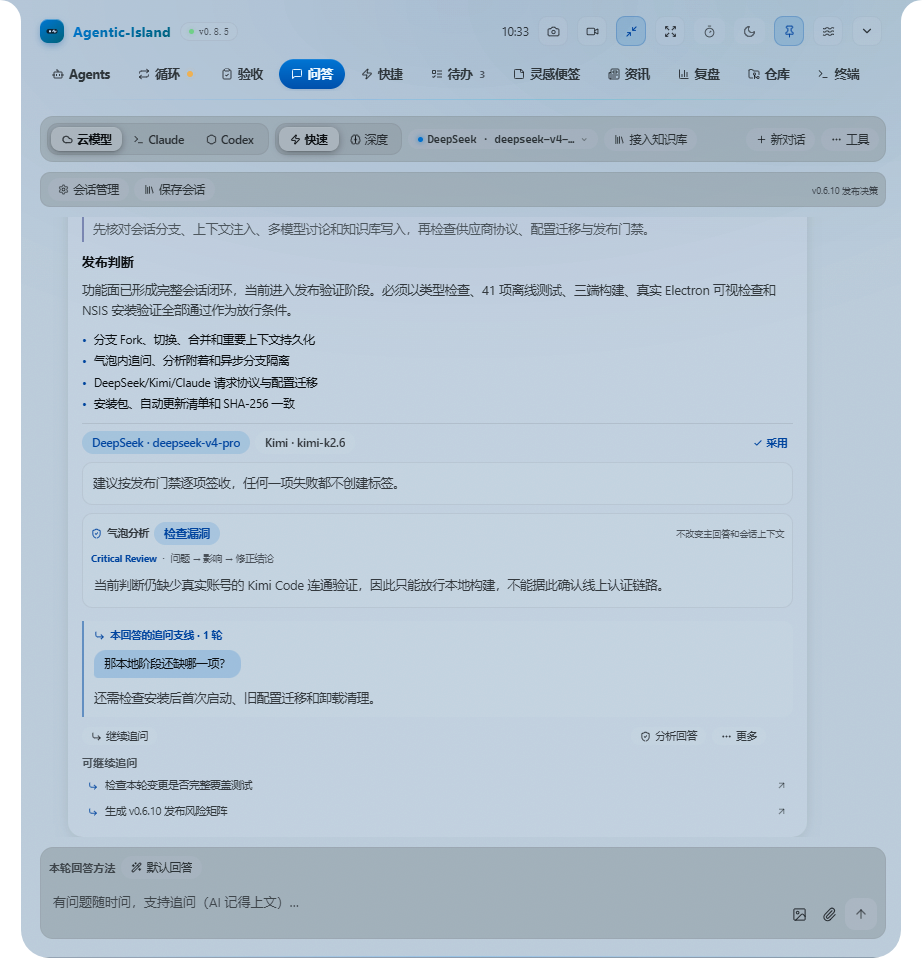 Agentic-Island v0.8.5 10:33
Agents 循环 验收 问答 快捷 待办 3 灵感便签 资讯 复盘 仓库 终端
云模型 Claude Codex 快速 深度 DeepSeek · deepseek-v4-... 接入知识库 + 新对话 ··· 工具
会话管理 保存会话 v0.6.10 发布决策
先核对会话分支、上下文注入、多模型讨论和知识库写入，再检查供应商协议、配置迁移与发布门禁。
发布判断
功能面已形成完整会话闭环，当前进入发布验证阶段。必须以类型检查、41 项离线测试、三端构建、真实 Electron 可视检查和
NSIS 安装验证全部通过作为放行条件。
• 分支 Fork、切换、合并和重要上下文持久化
• 气泡内追问、分析附着和异步分支隔离
• DeepSeek/Kimi/Claude 请求协议与配置迁移
• 安装包、自动更新清单和 SHA-256 一致
DeepSeek · deepseek-v4-pro Kimi · kimi-k2.6 ✓ 采用
建议按发布门禁逐项签收，任何一项失败都不创建标签。
气泡分析 检查漏洞 不改变主回答和会话上下文
Critical Review · 问题 → 影响 → 修正结论
当前判断仍缺少真实账号的 Kimi Code 连通验证，因此只能放行本地构建，不能据此确认线上认证链路。
本回答的追问支线 · 1 轮
那本地阶段还缺哪一项?
还需检查安装后首次启动、旧配置迁移和卸载清理。
继续追问 分析回答 ··· 更多
可继续追问
检查本轮变更是否完整覆盖测试
生成 v0.6.10 发布风险矩阵
本轮回答方法 默认回答
有问题随时问，支持追问（AI 记得上文）...